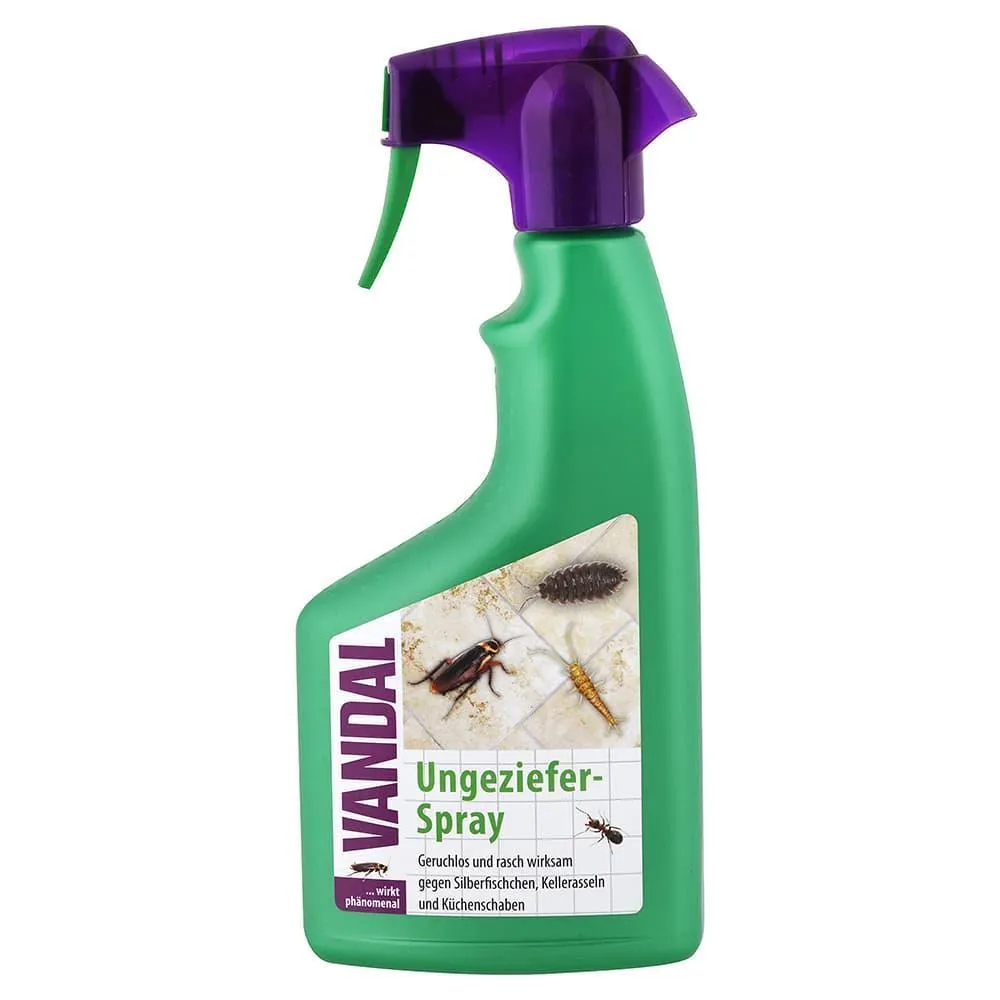 VANDAL
... wirkt
phänomenal
Ungeziefer-
Spray
Geruchlos und rasch wirksam
gegen Silberfischchen, Kellerasseln
und Küchenschaben